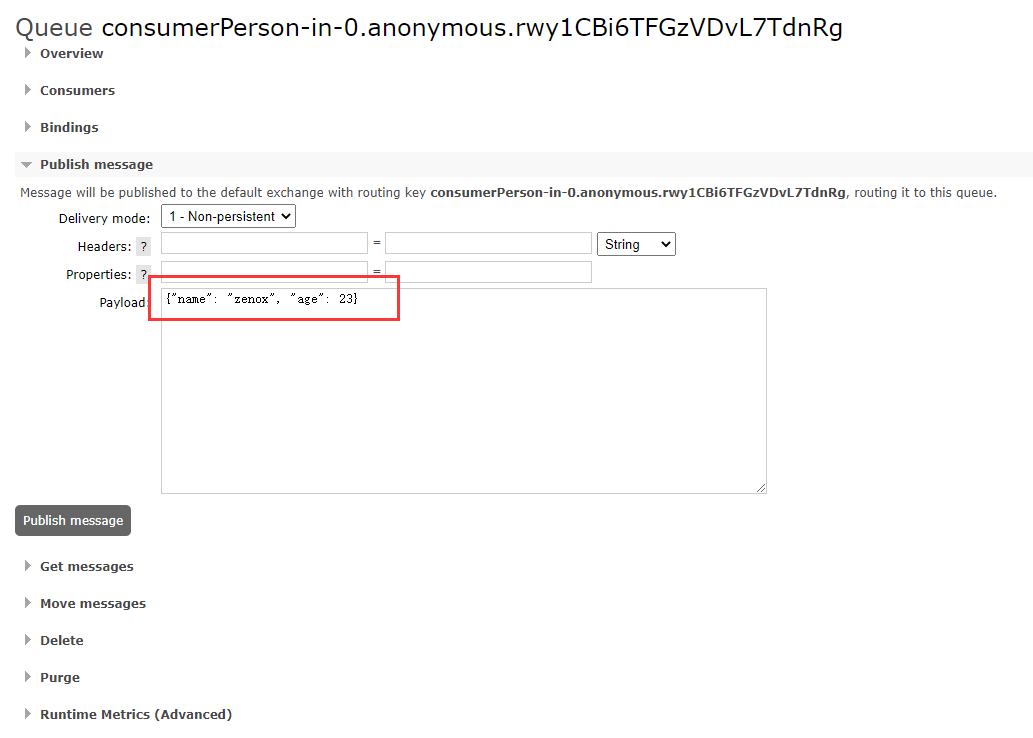 Queue consumerPerson-in-0.anonymous.rwy1CBi6TFGzVDvL7TdnRg
Overview
Consumers
Bindings
Publish message
Message will be published to the default exchange with routing key consumerPerson-in-0.anonymous.rwy1CBi6TFGzVDvL7TdnRg, routing it to this queue.
Delivery mode: 1 - Non-persistent
Headers: ? = String
Properties: ? =
Payload: {"name": "zenox", "age": 23}
Publish message
Get messages
Move messages
Delete
Purge
Runtime Metrics (Advanced)